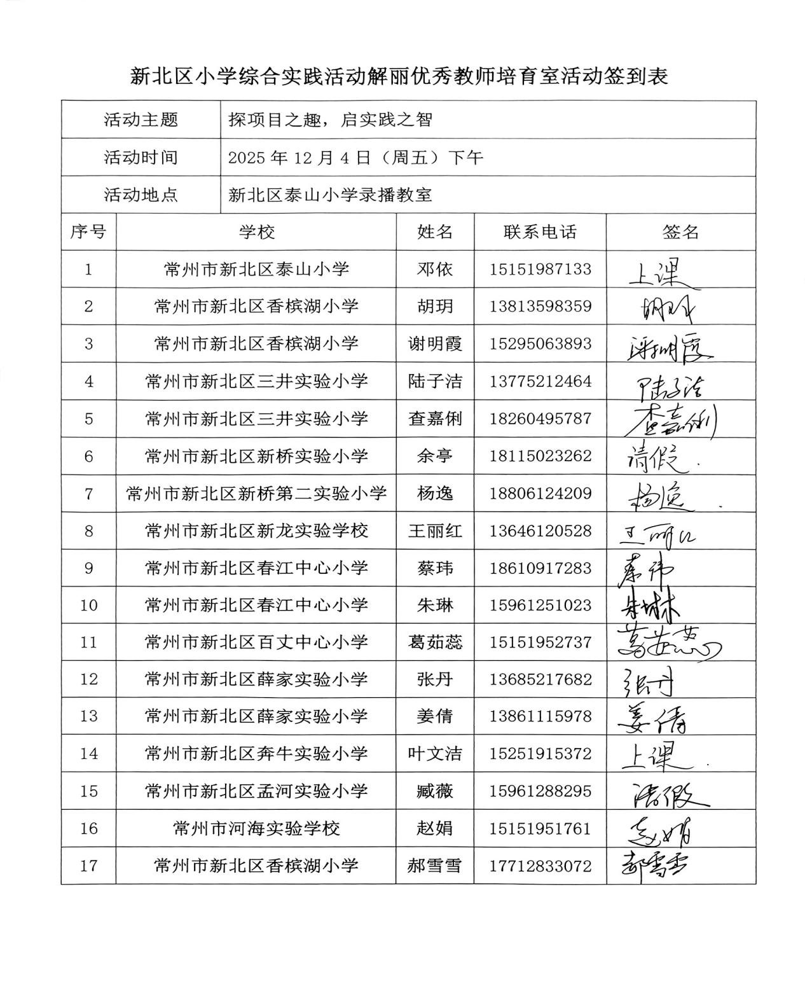 新北区小学综合实践活动解丽优秀教师培育室活动签到表
活动主题 探项目之趣，启实践之智
活动时间 2025 年 12 月 4 日（周五）下午
活动地点 新北区泰山小学录播教室
序号 学校 姓名 联系电话 签名
1 常州市新北区泰山小学 邓依 15151987133 上课
2 常州市新北区香槟湖小学 胡玥 13813598359 胡玥
3 常州市新北区香槟湖小学 谢明霞 15295063893 谢明霞
4 常州市新北区三井实验小学 陆子洁 13775212464 陆子洁
5 常州市新北区三井实验小学 查嘉俐 18260495787 查嘉俐
6 常州市新北区新桥实验小学 余亭 18115023262 请假.
7 常州市新北区新桥第二实验小学 杨逸 18806124209 杨逸
8 常州市新北区新龙实验学校 王丽红 13646120528 王丽红
9 常州市新北区春江中心小学 蔡玮 18610917283 蔡玮
10 常州市新北区春江中心小学 朱琳 15961251023 朱琳
11 常州市新北区百丈中心小学 葛茹蕊 15151952737 葛茹蕊
12 常州市新北区薛家实验小学 张丹 13685217682 张丹
13 常州市新北区薛家实验小学 姜倩 13861115978 姜倩
14 常州市新北区奔牛实验小学 叶文洁 15251915372 上课.
15 常州市新北区孟河实验小学 臧薇 15961288295 请假
16 常州市河海实验学校 赵娟 15151951761 赵娟
17 常州市新北区香槟湖小学 郝雪雪 17712833072 郝雪雪